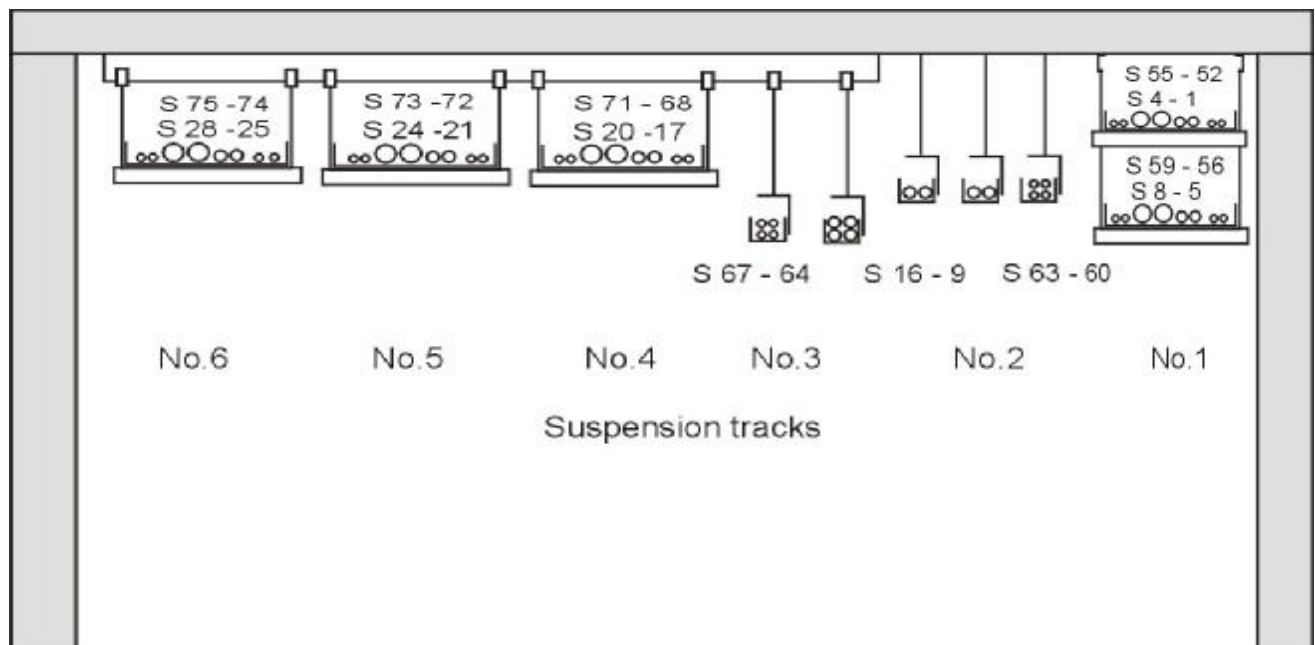 S 75 -74
S 28 -25
S 73 -72
S 24 -21
S 71 - 68
S 20 -17
S 55 - 52
S 4 - 1
S 59 - 56
S 8 - 5
S 67 - 64
S 16 - 9
S 63 - 60
No.6
No.5
No.4
No.3
No.2
No.1
Suspension tracks